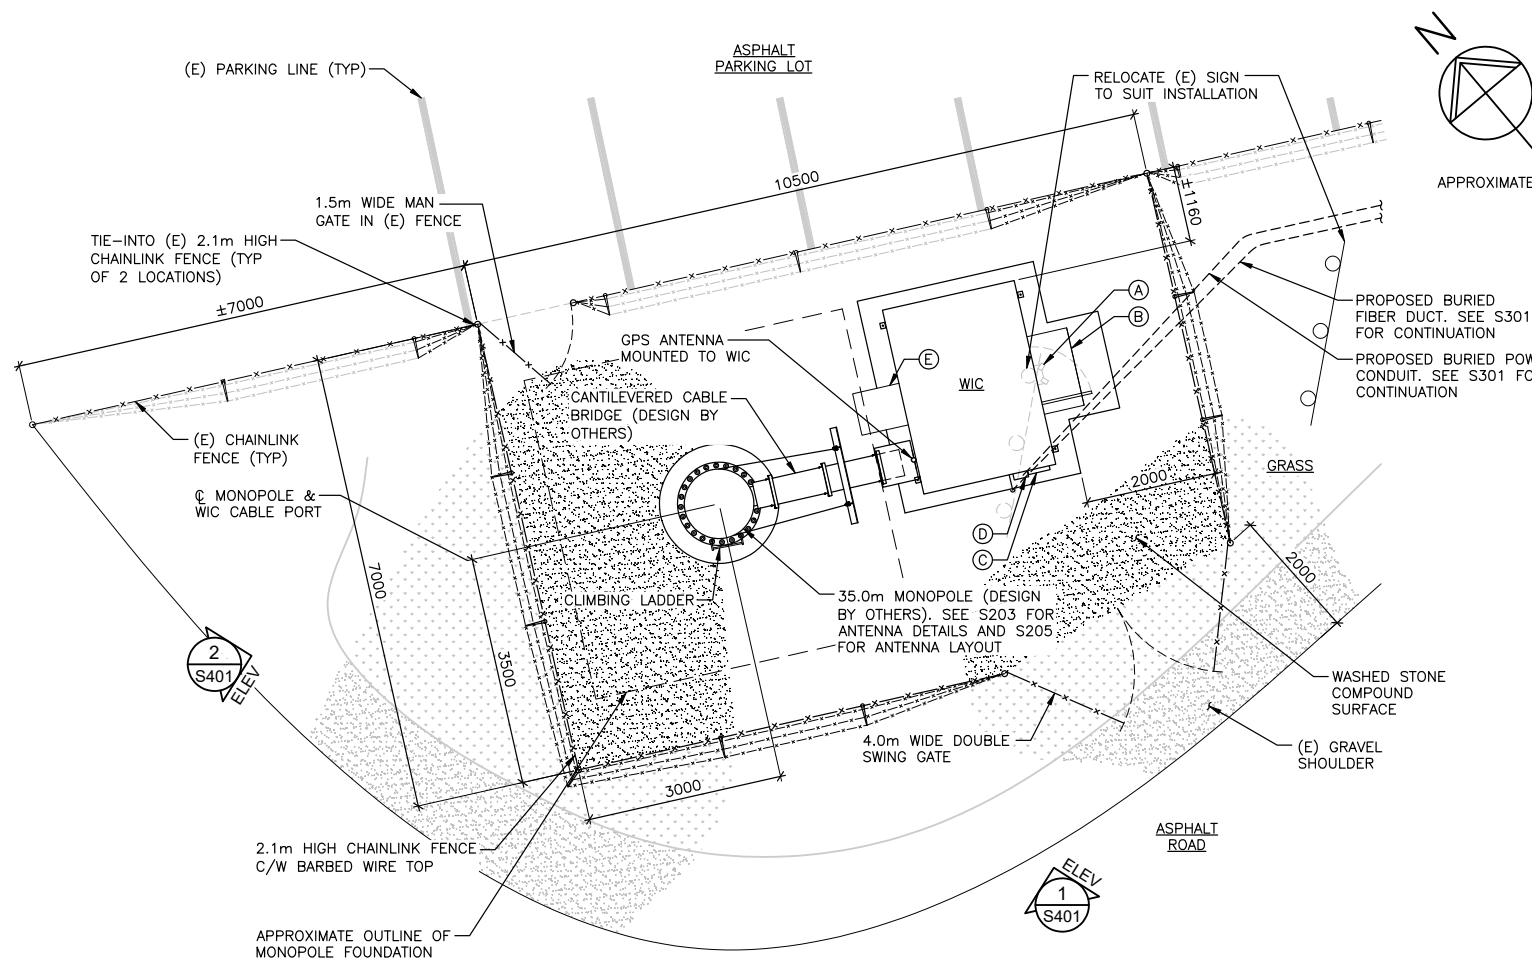 ASPHALT
PARKING LOT
N
(E) PARKING LINE (TYP)
RELOCATE (E) SIGN
TO SUIT INSTALLATION
APPROXIMATE
10500
±1160
1.5m WIDE MAN
GATE IN (E) FENCE
TIE-INTO (E) 2.1m HIGH
CHAINLINK FENCE (TYP
OF 2 LOCATIONS)
±7000
GPS ANTENNA
MOUNTED TO WIC
A
B
E
WIC
PROPOSED BURIED
FIBER DUCT. SEE S301
FOR CONTINUATION
PROPOSED BURIED
CONDUIT. SEE S301
CONTINUATION
CANTILEVERED CABLE
BRIDGE (DESIGN BY
OTHERS)
(E) CHAINLINK
FENCE (TYP)
GRASS
℄ MONOPOLE &
WIC CABLE PORT
2000
D
C
2000
7000
3500
CLIMBING LADDER
35.0m MONOPOLE (DESIGN
BY OTHERS). SEE S203 FOR
ANTENNA DETAILS AND S205
FOR ANTENNA LAYOUT
2
S401
ELEV
WASHED STONE
COMPOUND
SURFACE
4.0m WIDE DOUBLE
SWING GATE
(E) GRAVEL
SHOULDER
3000
2.1m HIGH CHAINLINK FENCE
C/W BARBED WIRE TOP
ASPHALT
ROAD
ELEV
1
S401
APPROXIMATE OUTLINE OF
MONOPOLE FOUNDATION